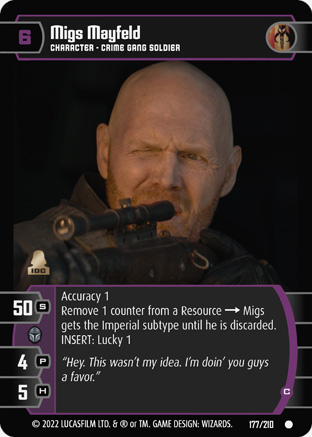 6
Migs Mayfeld
CHARACTER - CRIME GANG SOLDIER
IDC
50 S
4 P
5 H
Accuracy 1
Remove 1 counter from a Resource → Migs
gets the Imperial subtype until he is discarded.
INSERT: Lucky 1
"Hey. This wasn't my idea. I'm doin' you guys
a favor."
C
© 2022 LUCASFILM LTD. & ® or TM. GAME DESIGN: WIZARDS.
177/210